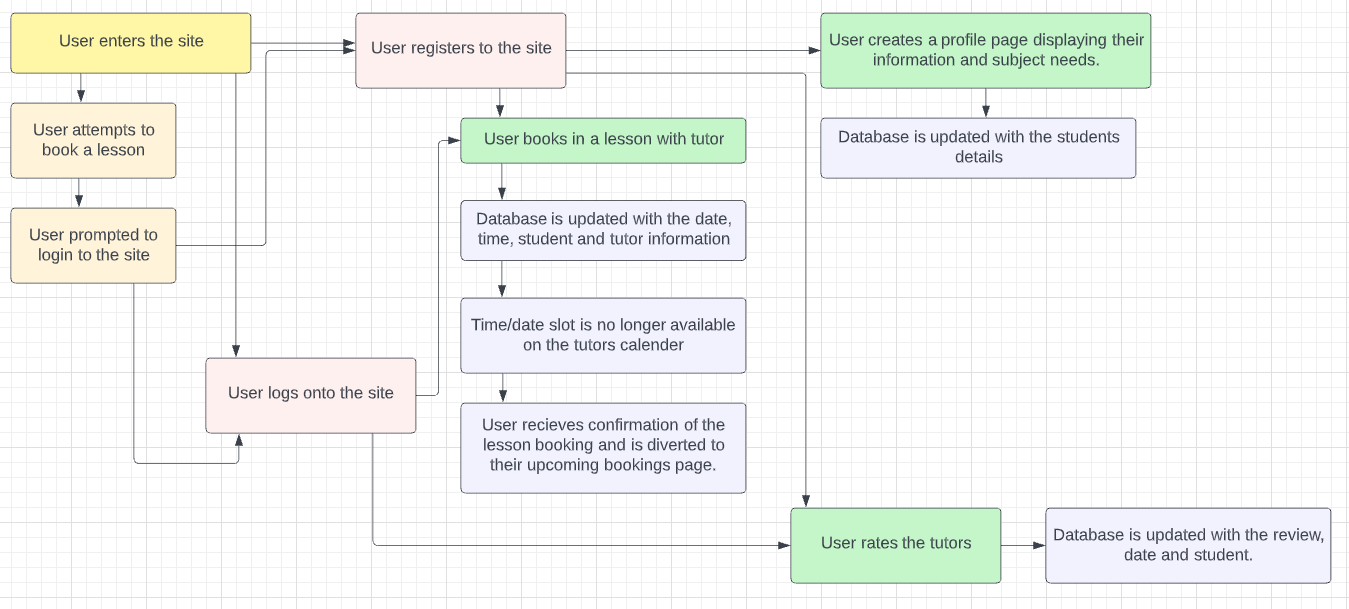 User enters the site
User attempts to
book a lesson
User prompted to
login to the site
User registers to the site
User logs onto the site
User books in a lesson with tutor
Database is updated with the date,
time, student and tutor information
Time/date slot is no longer available
on the tutors calender
User recieves confirmation of the
lesson booking and is diverted to
their upcoming bookings page.
User creates a profile page displaying their
information and subject needs.
Database is updated with the students
details
User rates the tutors
Database is updated with the review,
date and student.